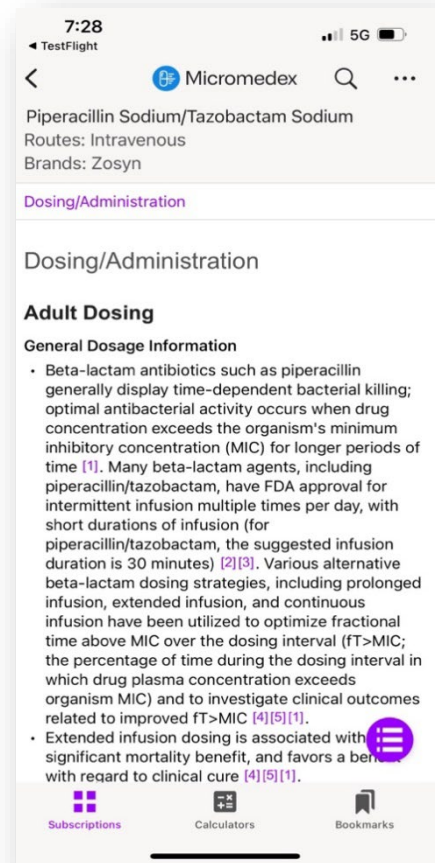 7:28
5G
TestFlight
Micromedex
Piperacillin Sodium/Tazobactam Sodium
Routes: Intravenous
Brands: Zosyn
Dosing/Administration
Dosing/Administration
Adult Dosing
General Dosage Information
• Beta-lactam antibiotics such as piperacillin
generally display time-dependent bacterial killing;
optimal antibacterial activity occurs when drug
concentration exceeds the organism's minimum
inhibitory concentration (MIC) for longer periods of
time [1]. Many beta-lactam agents, including
piperacillin/tazobactam, have FDA approval for
intermittent infusion multiple times per day, with
short durations of infusion (for
piperacillin/tazobactam, the suggested infusion
duration is 30 minutes) [2][3]. Various alternative
beta-lactam dosing strategies, including prolonged
infusion, extended infusion, and continuous
infusion have been utilized to optimize fractional
time above MIC over the dosing interval (fT>MIC;
the percentage of time during the dosing interval in
which drug plasma concentration exceeds
organism MIC) and to investigate clinical outcomes
related to improved fT>MIC [4][5][1].
• Extended infusion dosing is associated with
significant mortality benefit, and favors a
with regard to clinical cure [4][5][1].
Subscriptions
Calculators
Bookmarks